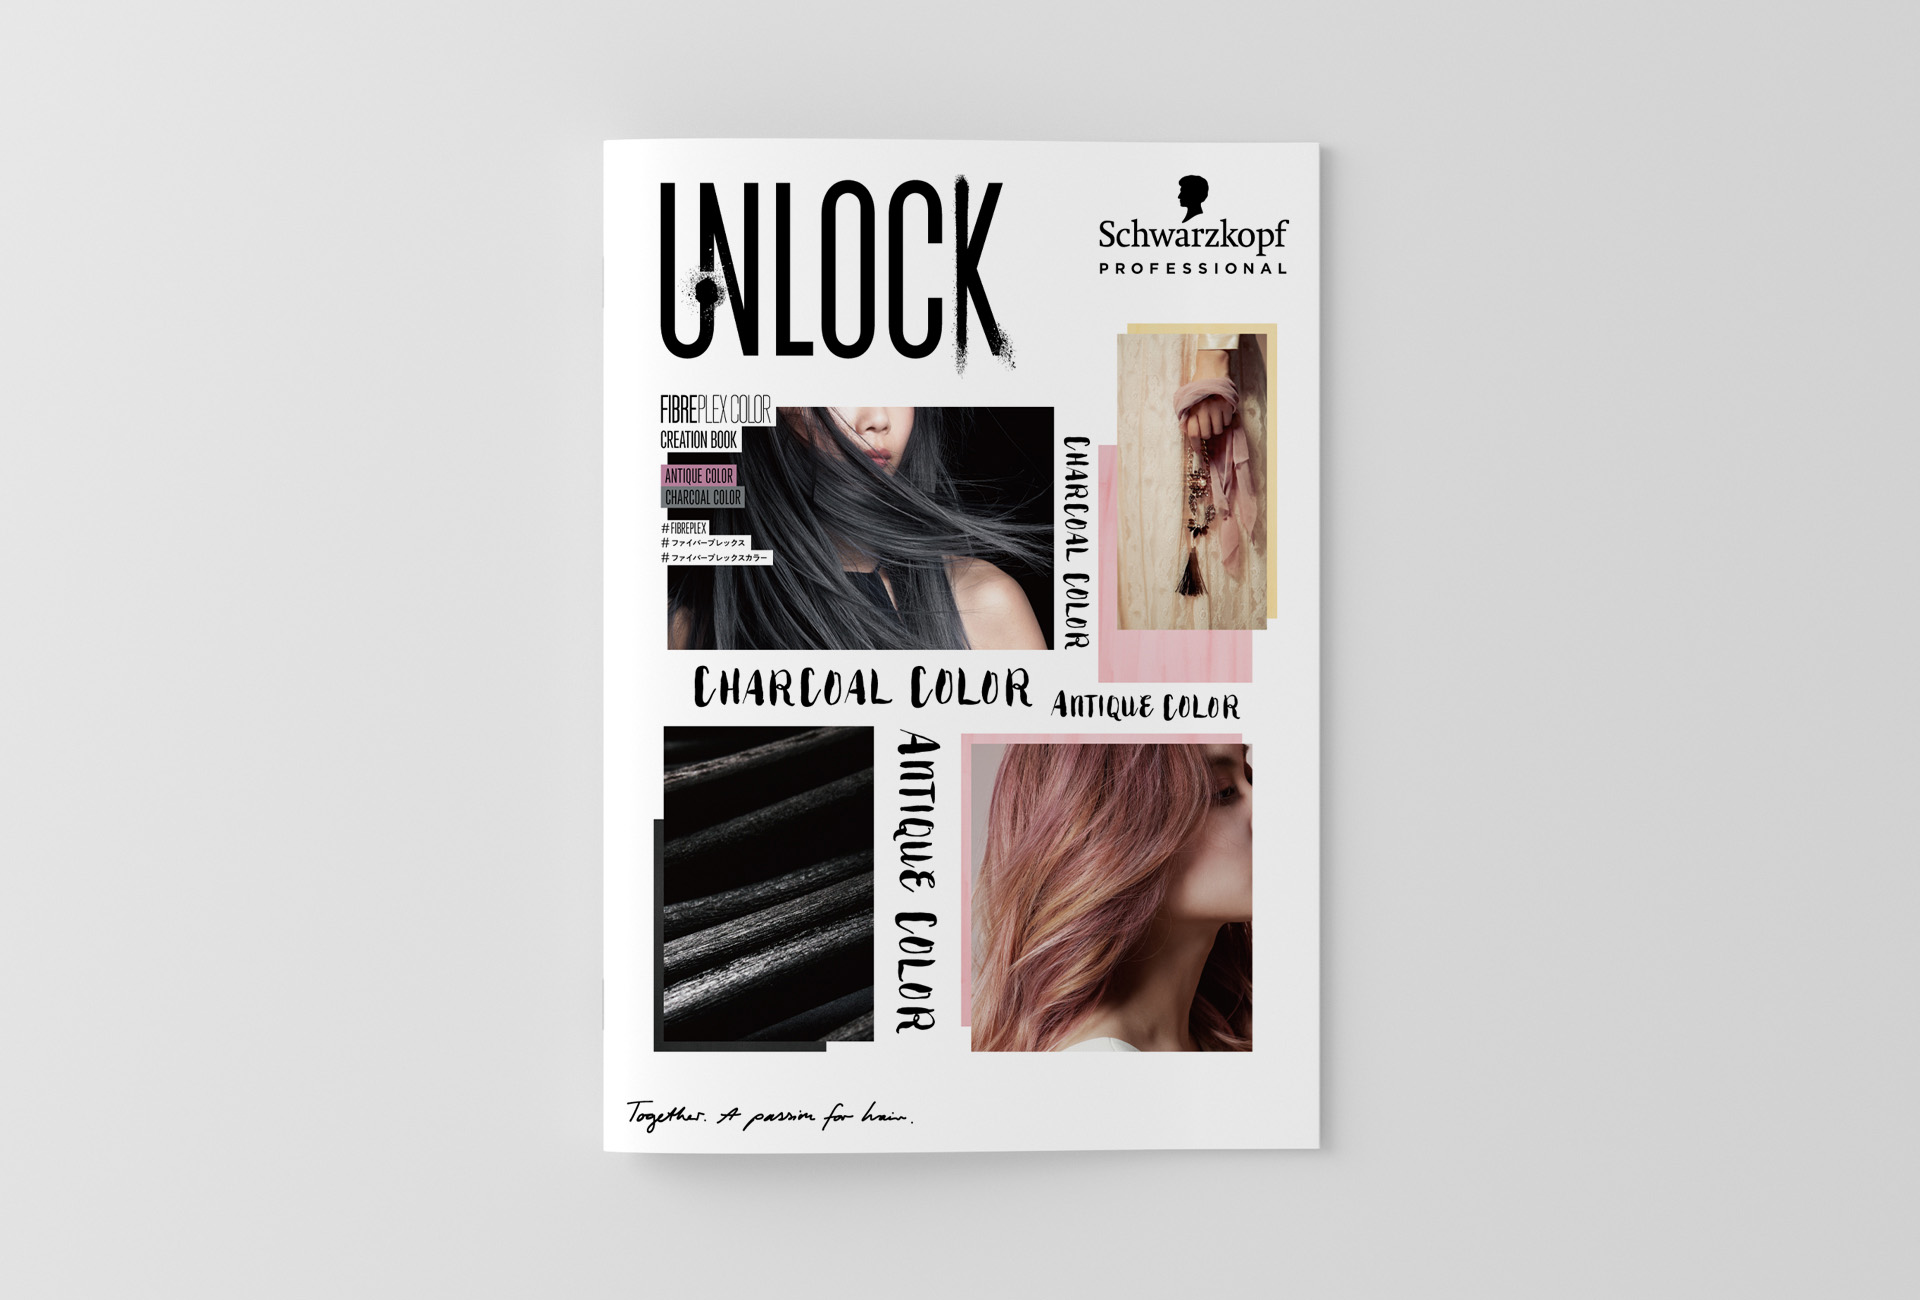 UNLOCK
Schwarzkopf
PROFESSIONAL
FIBREPLEX COLOR
CREATION BOOK
ANTIQUE COLOR
CHARCOAL COLOR
#FIBREPLEX
#ファイバープレックス
#ファイバープレックスカラー
CHARCOAL COLOR
CHARCOAL COLOR
ANTIQUE COLOR
ANTIQUE COLOR
Together. A passion for hair.